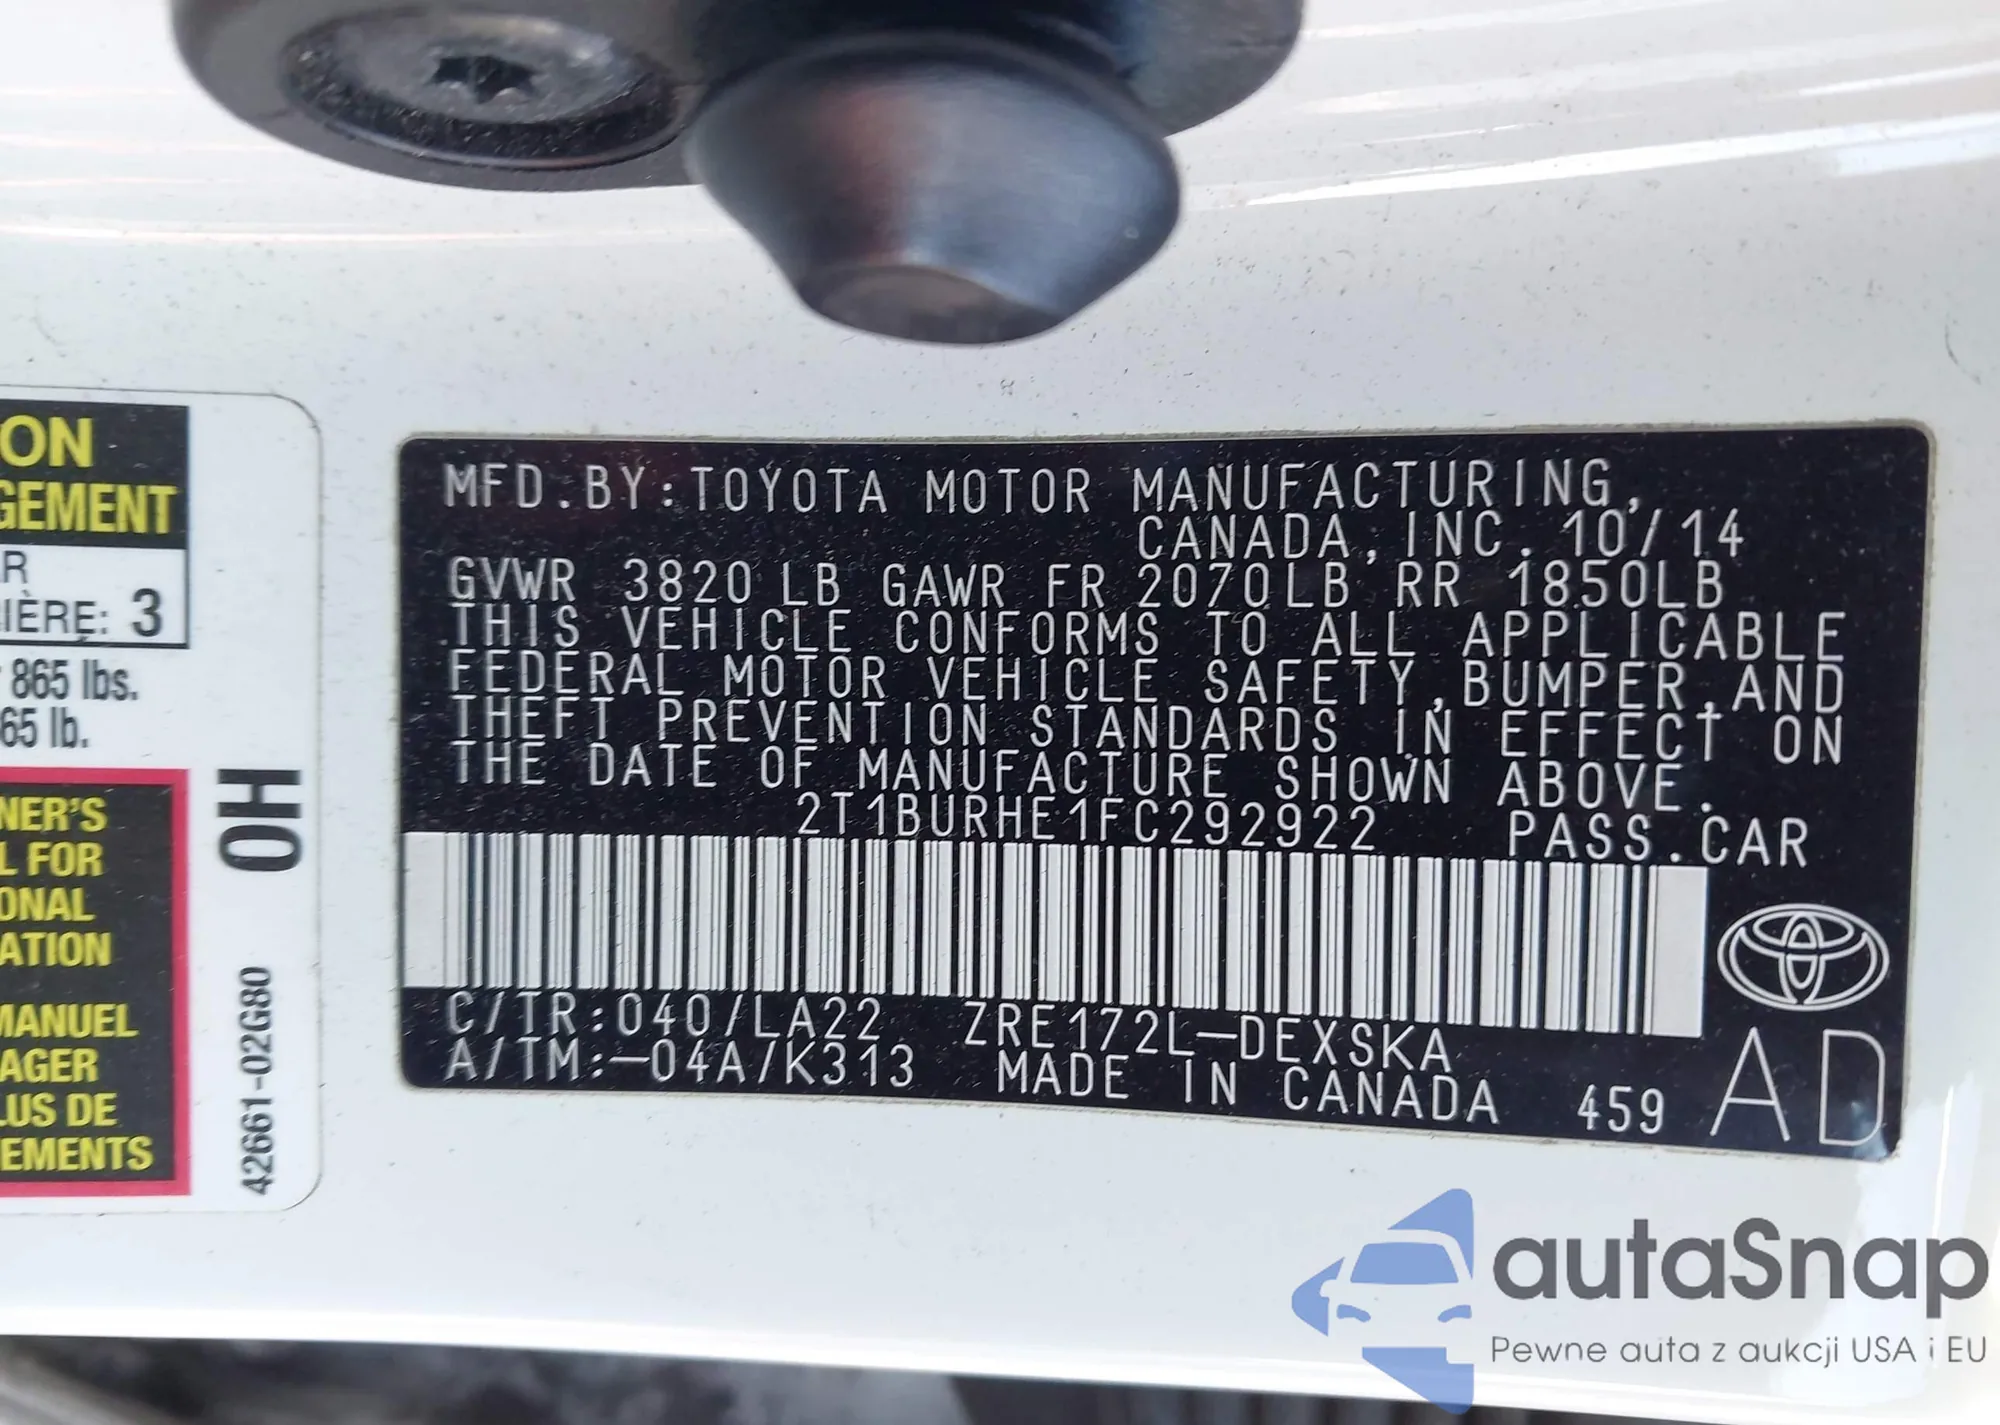 ON
GEMENT
AR
IÈRE: 3
865 lbs.
65 lb.
NER'S
L FOR
ONAL
ATION
MANUEL
AGER
LUS DE
EMENTS
0H
42661-02G80
MFD.BY:TOYOTA MOTOR MANUFACTURING,
CANADA,INC. 10/14
GVWR 3820 LB GAWR FR 2070LB RR 1850LB
THIS VEHICLE CONFORMS TO ALL APPLICABLE
FEDERAL MOTOR VEHICLE SAFETY,BUMPER,AND
THEFT PREVENTION STANDARDS IN EFFECT ON
THE DATE OF MANUFACTURE SHOWN ABOVE.
2T1BURHE1FC292922 PASS.CAR
C/TR:040/LA22 ZRE172L-DEXSKA
A/TM:-04A/K313 MADE IN CANADA 459 AD
autaSnap
Pewne auta z aukcji USA i EU